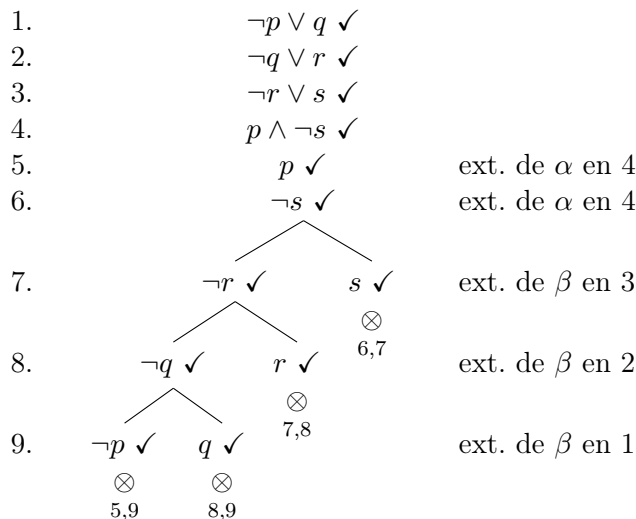 1. ¬p ∨ q ✓
2. ¬q ∨ r ✓
3. ¬r ∨ s ✓
4. p ∧ ¬s ✓
5. p ✓ ext. de α en 4
6. ¬s ✓ ext. de α en 4
7. ¬r ✓ s ✓ ext. de β en 3
⊗
6,7
8. ¬q ✓ r ✓ ext. de β en 2
⊗
7,8
9. ¬p ✓ q ✓ ext. de β en 1
⊗ ⊗
5,9 8,9